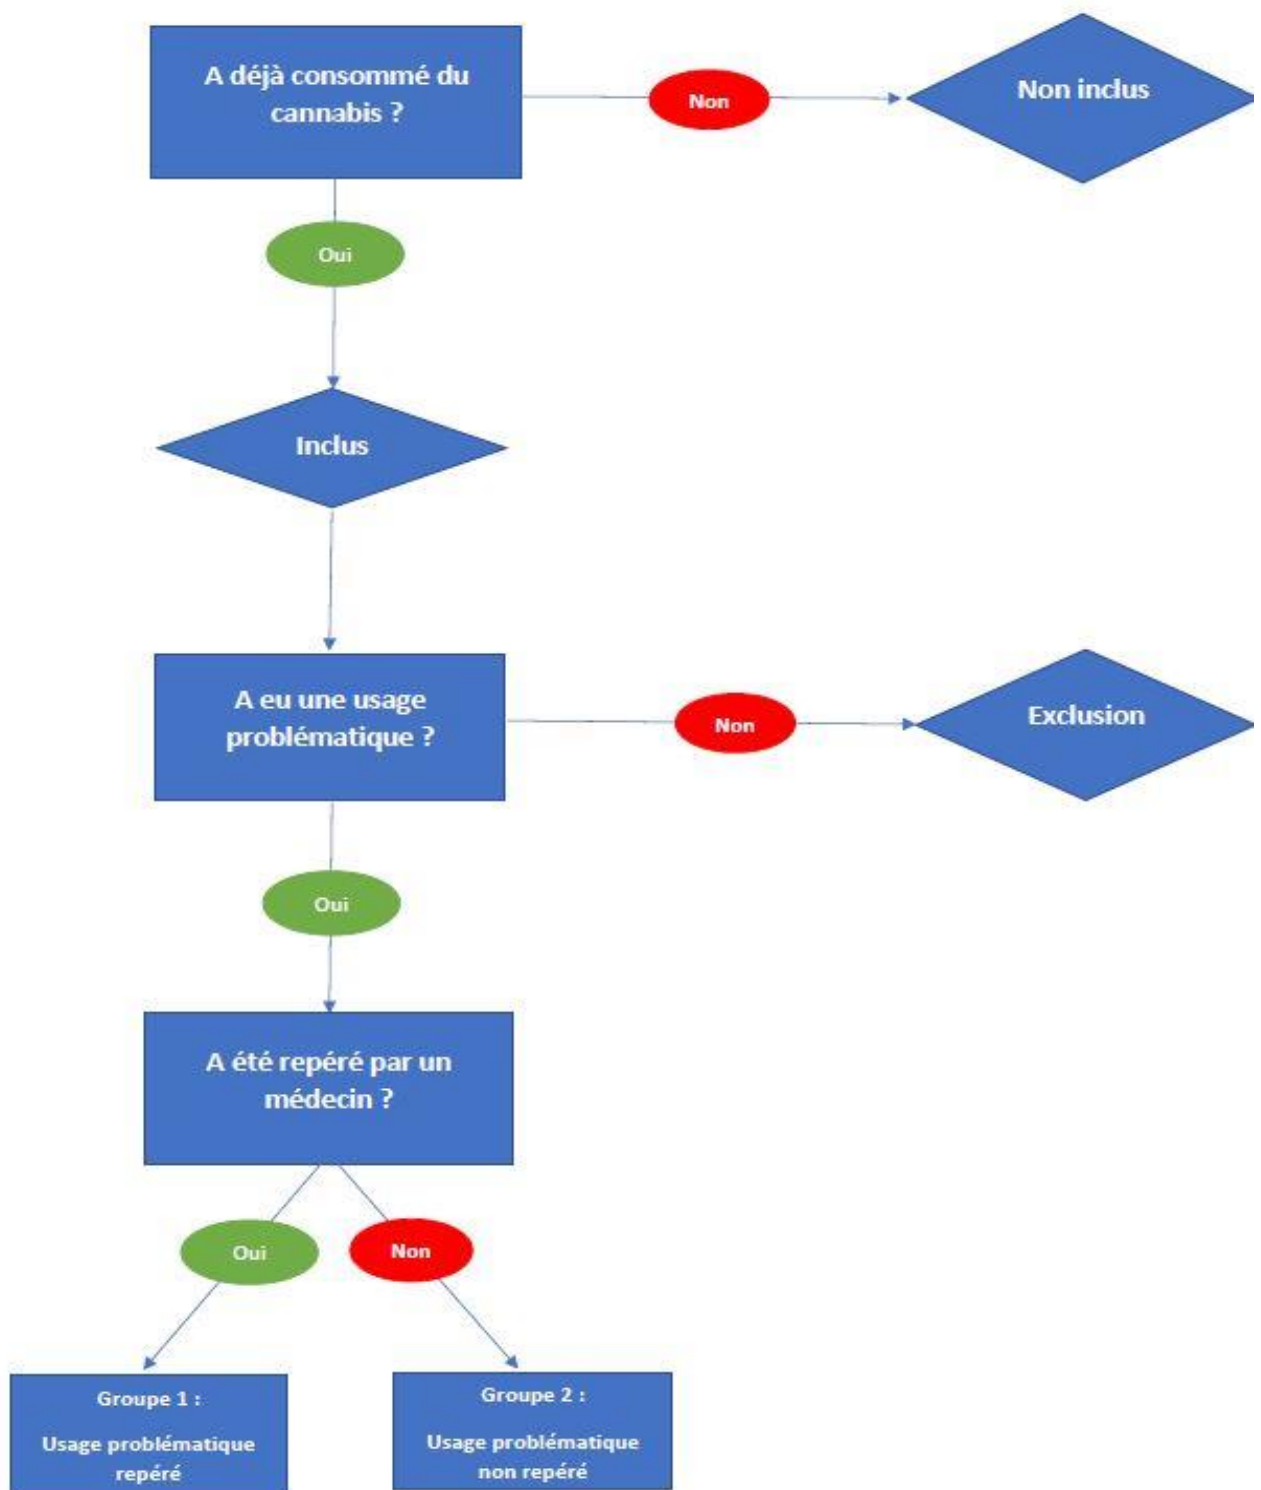 A déjà consommé du
cannabis ?
Non
Non inclus
Oui
Inclus
A eu une usage
problématique ?
Non
Exclusion
Oui
A été repéré par un
médecin ?
Oui
Non
Groupe 1 :
Usage problématique
repéré
Groupe 2 :
Usage problématique
non repéré